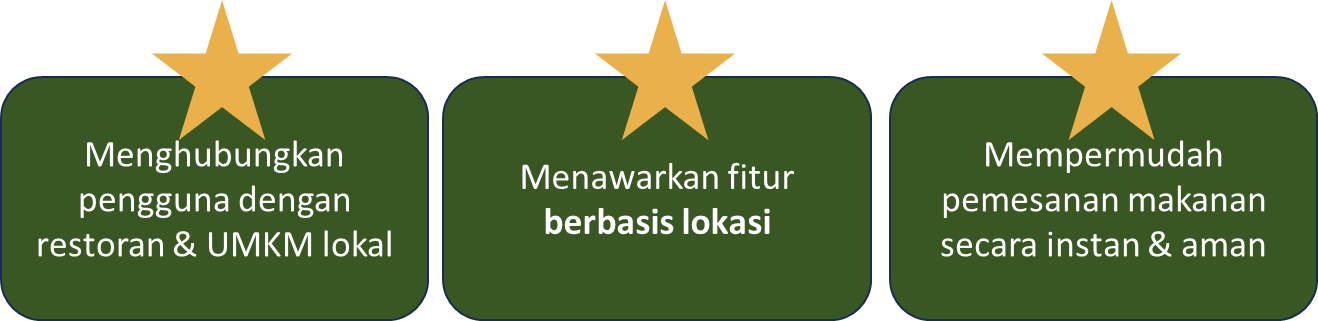 Menghubungkan
pengguna dengan
restoran & UMKM lokal
Menawarkan fitur
berbasis lokasi
Mempermudah
pemesanan makanan
secara instan & aman